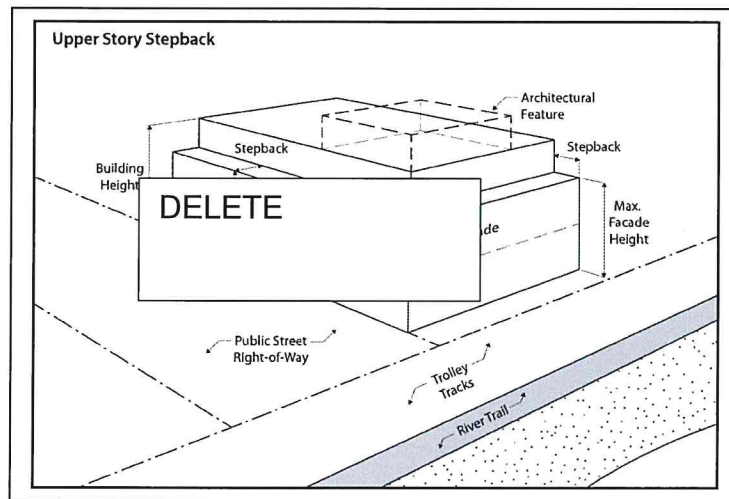 Upper Story Stepback
Architectural
Feature
Stepback
Stepback
Building
Height
DELETE
Max.
Facade
Height
Public Street
Right-of-Way
Trolley
Tracks
River Trail